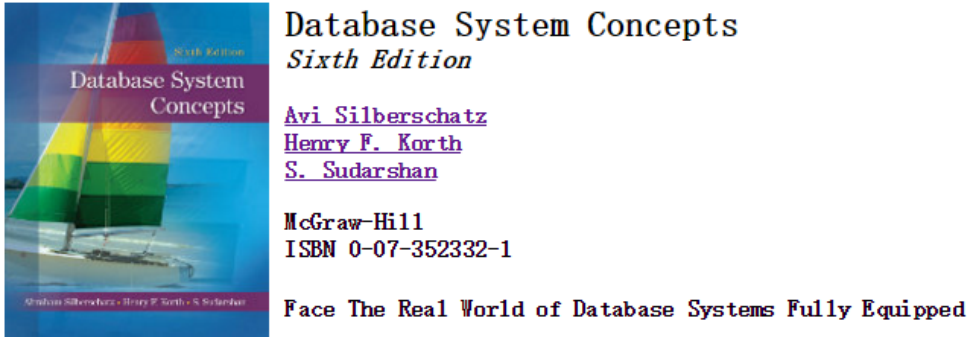 Sixth Edition
Database System
Concepts
Abraham Silberschatz • Henry F. Korth • S. Sudarshan
Database System Concepts
Sixth Edition
Avi Silberschatz
Henry F. Korth
S. Sudarshan
McGraw-Hill
ISBN 0-07-352332-1
Face The Real World of Database Systems Fully Equipped